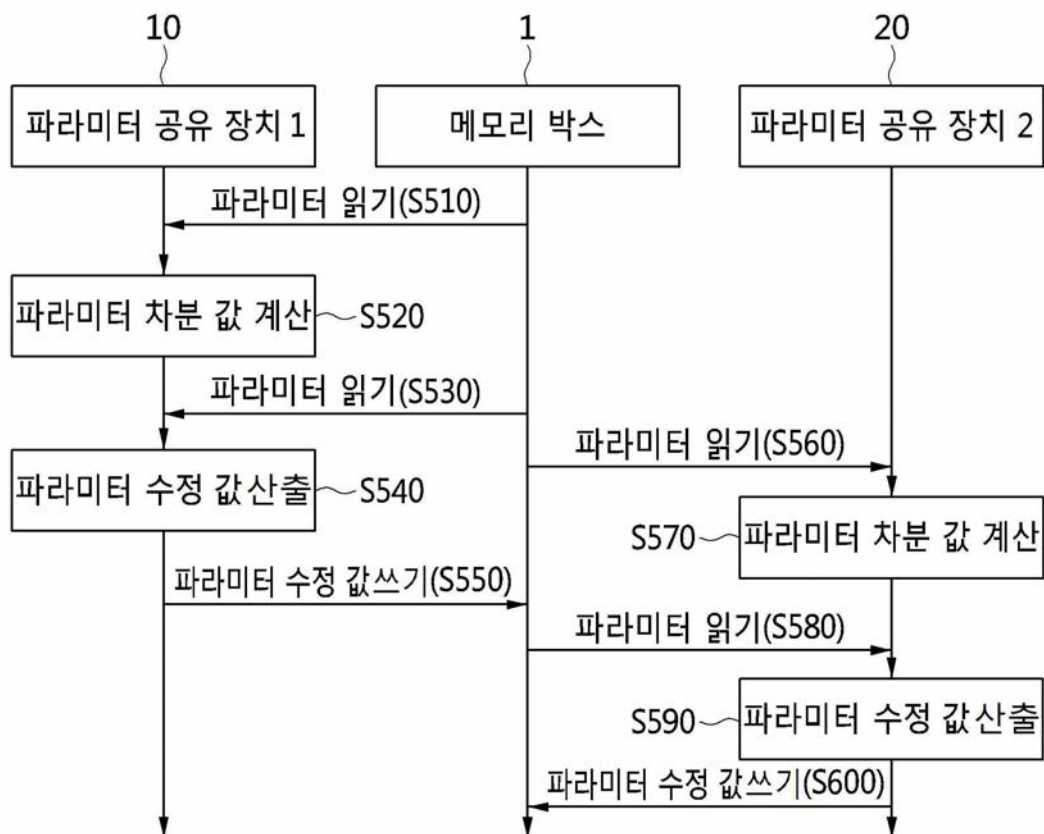 10
1
20
파라미터 공유 장치 1
메모리 박스
파라미터 공유 장치 2
파라미터 읽기(S510)
파라미터 차분 값 계산
S520
파라미터 읽기(S530)
파라미터 읽기(S560)
파라미터 수정 값산출
S540
S570
파라미터 차분 값 계산
파라미터 수정 값쓰기(S550)
파라미터 읽기(S580)
S590
파라미터 수정 값산출
파라미터 수정 값쓰기(S600)